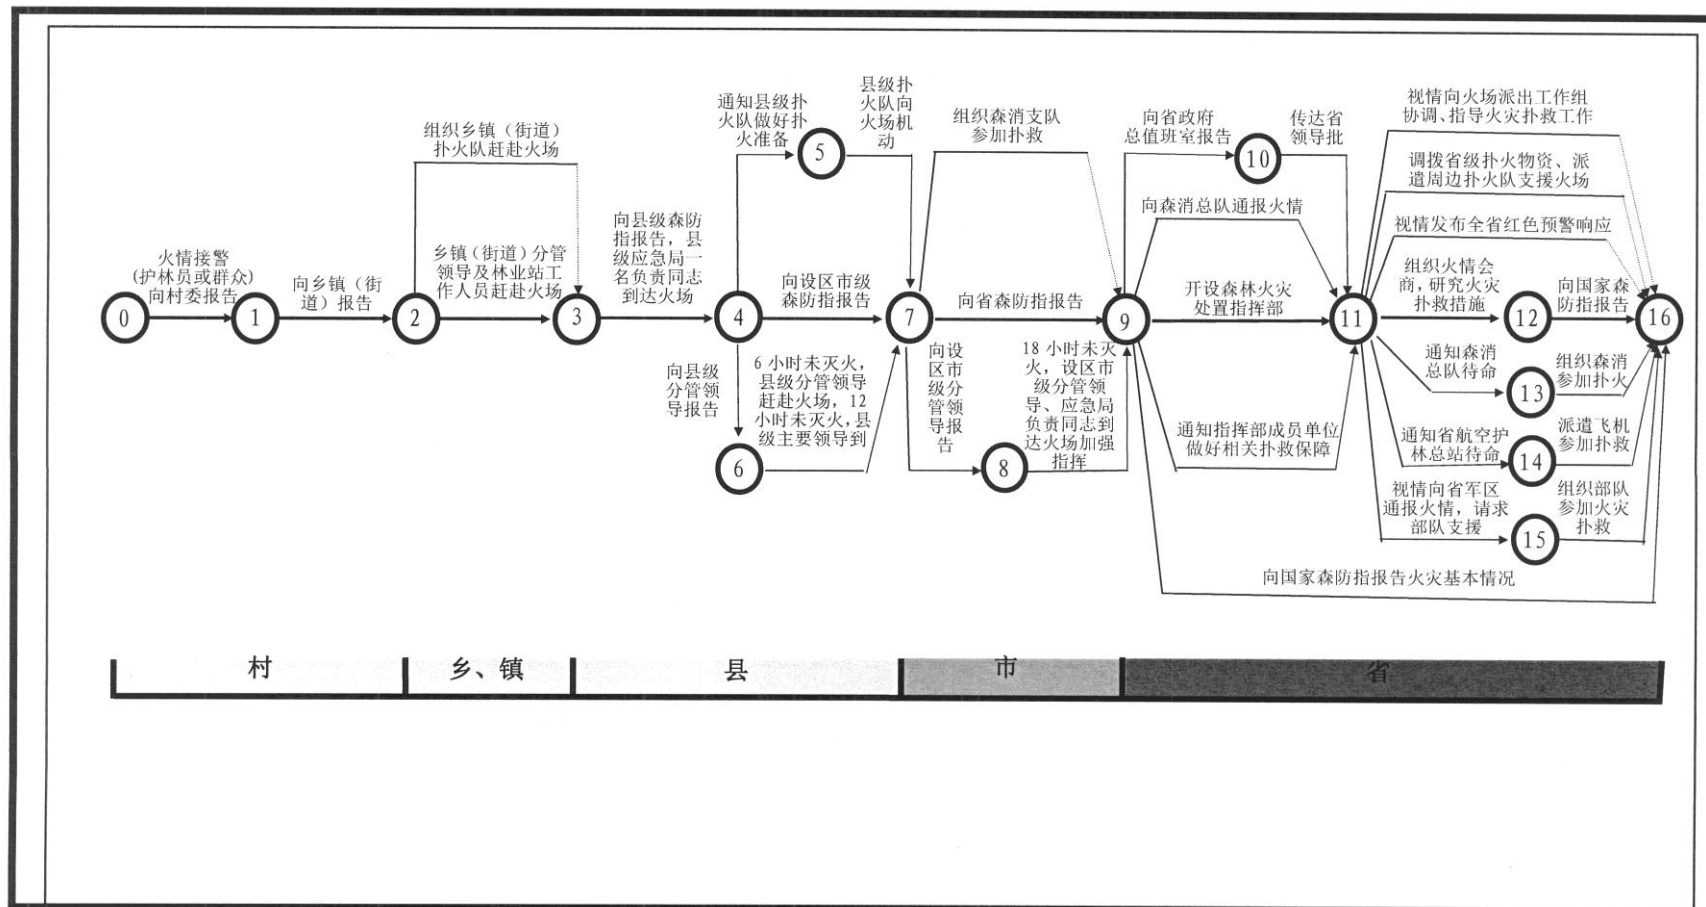 火情接警
(护林员或群众)
向村委报告
向乡镇（街
道）报告
组织乡镇（街道）
扑火队赶赴火场
乡镇（街道）分管
领导及林业站工
作人员赶赴火场
向县级森防
指报告，县
级应急局一
名负责同志
到达火场
通知县级扑
火队做好扑
火准备
县级扑
火队向
火场机
动
向设区市级
森防指报告
向县级
分管领
导报告
6 小时未灭火，
县级分管领导
赶赴火场，12
小时未灭火，县
级主要领导到
组织森消支队
参加扑救
向省森防指报告
向设
区市
级分
管领
导报
告
18 小时未灭
火，设区市
级分管领
导、应急局
负责同志到
达火场加强
指挥
向省政府
总值班室报告
传达省
领导批
向森消总队通报火情
开设森林火灾
处置指挥部
通知指挥部成员单位
做好相关扑救保障
向国家森防指报告火灾基本情况
视情向火场派出工作组
协调、指导火灾扑救工作
调拨省级扑火物资、派
遣周边扑火队支援火场
视情发布全省红色预警响应
组织火情会
商，研究火灾
扑救措施
向国家森
防指报告
通知森消
总队待命
组织森消
参加扑火
通知省航空护
林总站待命
派遣飞机
参加扑救
视情向省军区
通报火情，请求
部队支援
组织部队
参加火灾
扑救
0
1
2
3
4
5
6
7
8
9
10
11
12
13
14
15
16
村
乡、镇
县
市
省